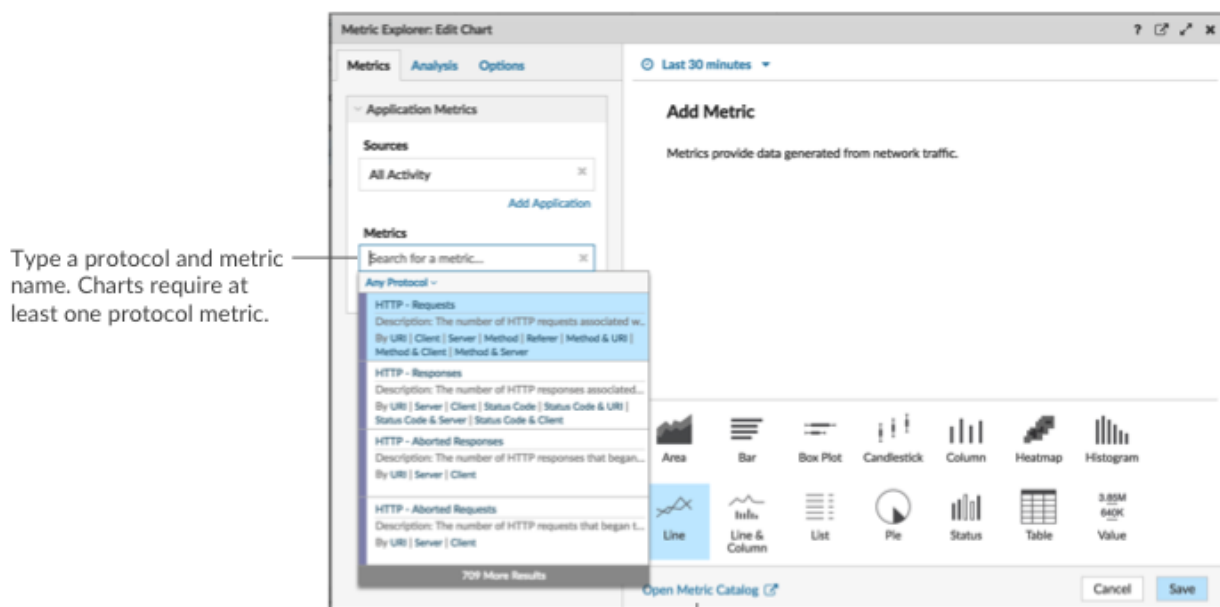 Metric Explorer: Edit Chart
?
Metrics Analysis Options
Last 30 minutes
Application Metrics
Add Metric
Sources
Metrics provide data generated from network traffic.
All Activity
Add Application
Metrics
Type a protocol and metric
name. Charts require at
least one protocol metric.
Search for a metric...
Any Protocol
HTTP - Requests
Description: The number of HTTP requests associated w...
By URI | Client | Server | Method | Referer | Method & URI |
Method & Client | Method & Server
HTTP - Responses
Description: The number of HTTP responses associated...
By URI | Server | Client | Status Code | Status Code & URI |
Status Code & Server | Status Code & Client
HTTP - Aborted Responses
Description: The number of HTTP responses that began...
By URI | Server | Client
HTTP - Aborted Requests
Description: The number of HTTP requests that began t...
By URI | Server | Client
709 More Results
Area Bar Box Plot Candlestick Column Heatmap Histogram
3.85M
640K
Line Line & Column List Pie Status Table Value
Open Metric Catalog
Cancel Save